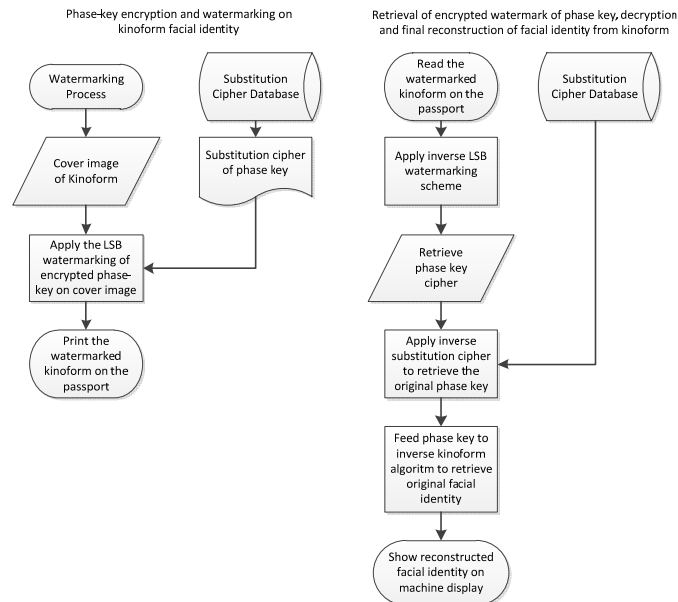 Phase-key encryption and watermarking on
kinoform facial identity
Watermarking
Process
Substitution
Cipher Database
Cover image
of Kinoform
Substitution cipher
of phase key
Apply the LSB
watermarking of
encrypted phase-
key on cover image
Print the
watermarked
kinoform on the
passport
Retrieval of encrypted watermark of phase key, decryption
and final reconstruction of facial identity from kinoform
Read the
watermarked
kinoform on the
passport
Substitution
Cipher Database
Apply inverse LSB
watermarking
scheme
Retrieve
phase key
cipher
Apply inverse
substitution cipher
to retrieve the
original phase key
Feed phase key to
inverse kinoform
algoritm to retrieve
original facial
identity
Show reconstructed
facial identity on
machine display